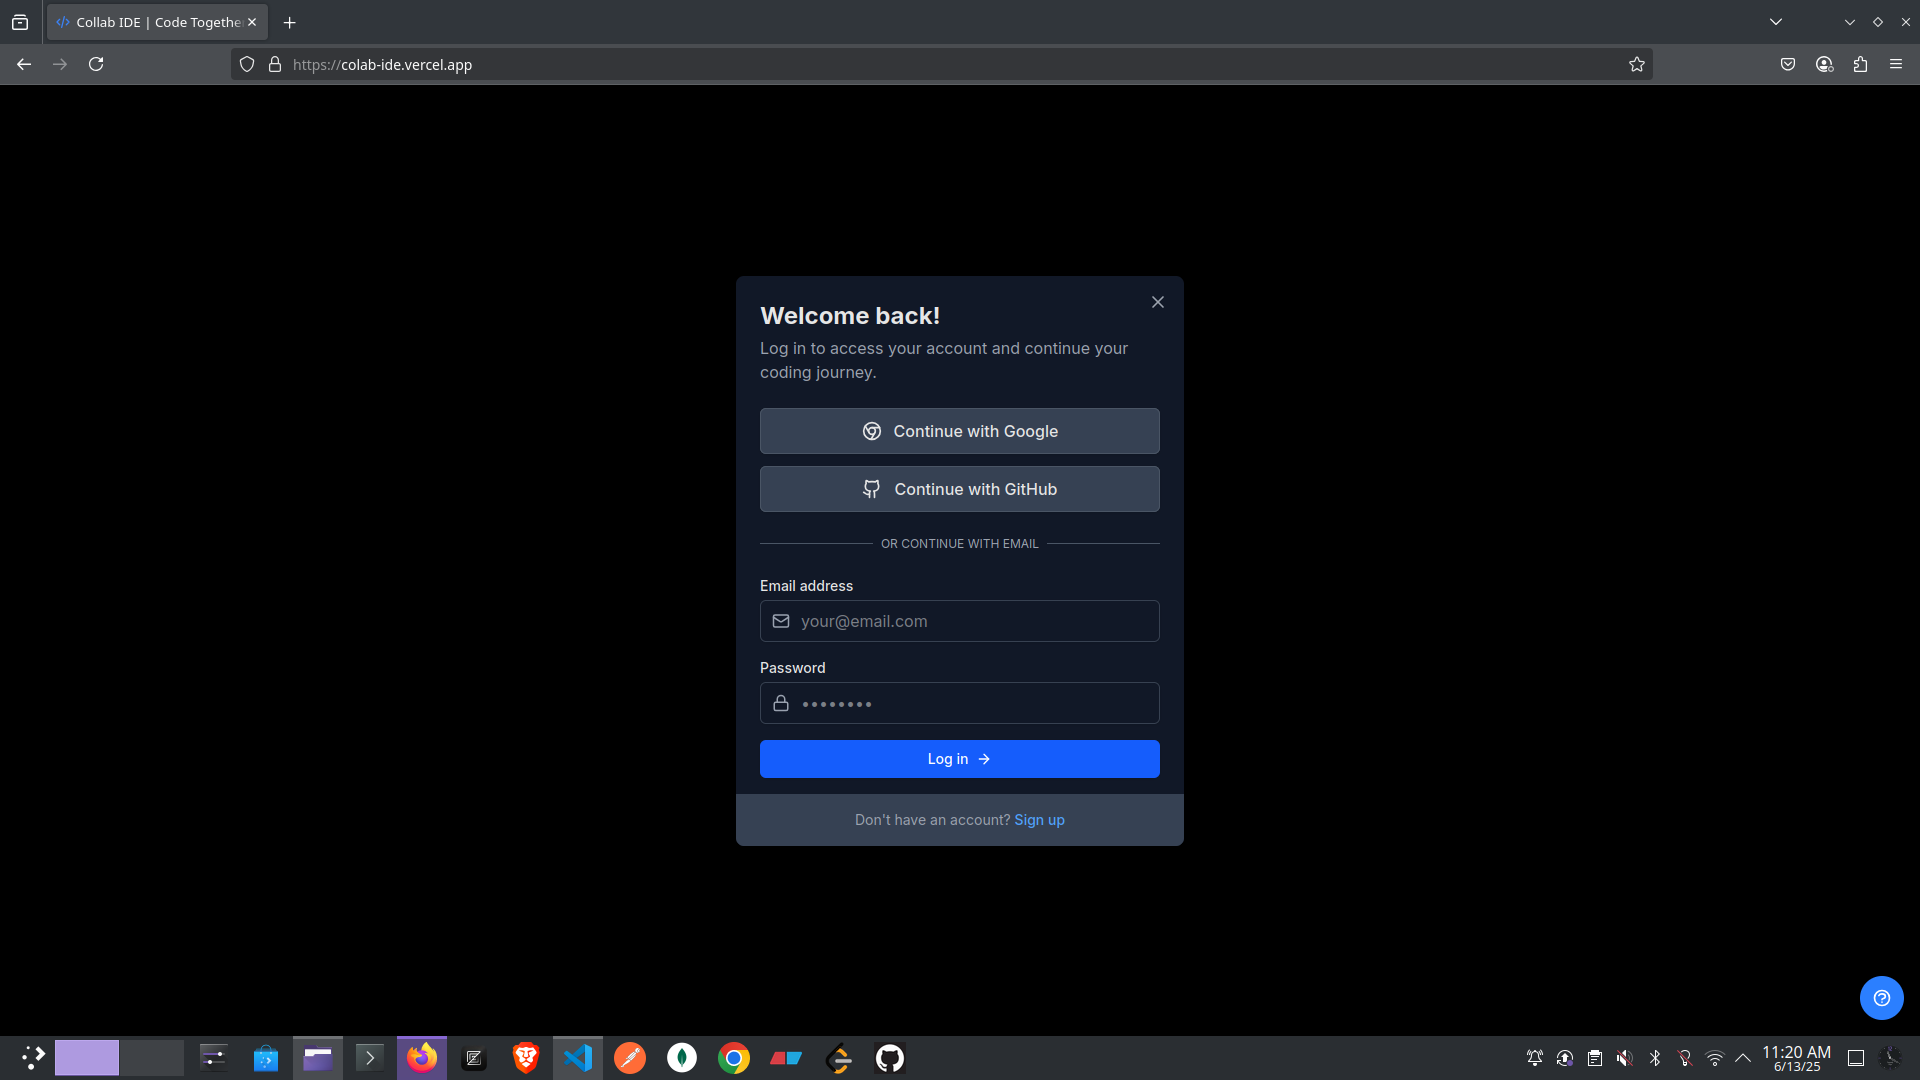 Collab IDE | Code Togethe
https://colab-ide.vercel.app
Welcome back!
Log in to access your account and continue your
coding journey.
Continue with Google
Continue with GitHub
OR CONTINUE WITH EMAIL
Email address
your@email.com
Password
••••••••
Log in
Don't have an account? Sign up
11:20 AM
6/13/25